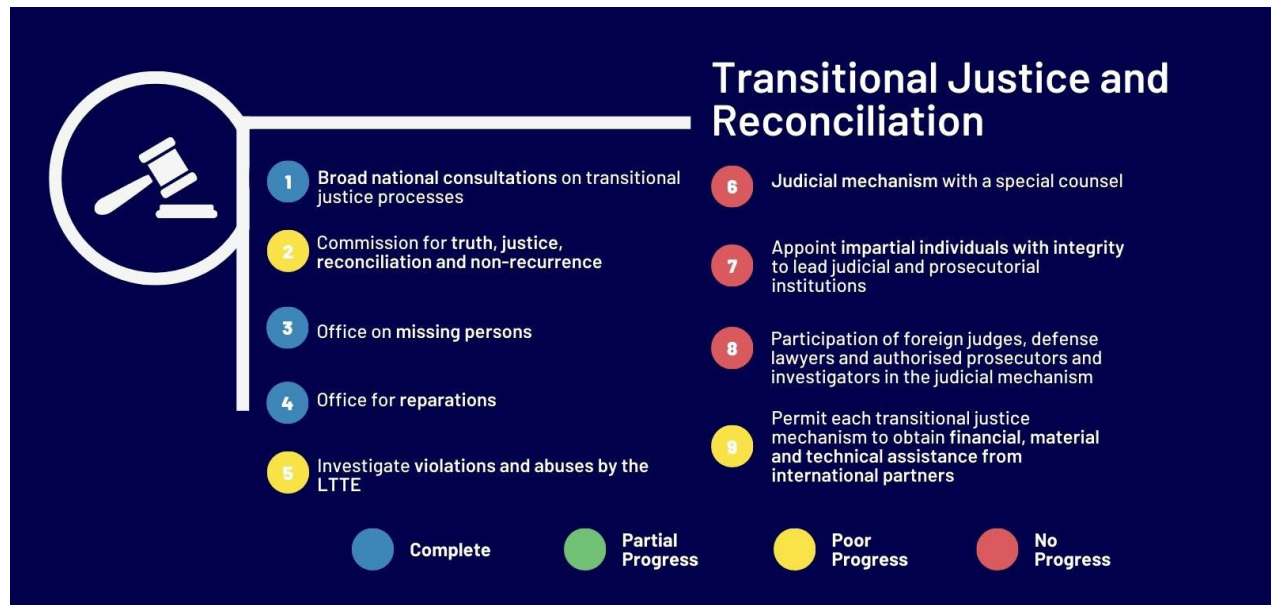 Transitional Justice and
Reconciliation
1
Broad national consultations on transitional
justice processes
2
Commission for truth, justice,
reconciliation and non-recurrence
3
Office on missing persons
4
Office for reparations
5
Investigate violations and abuses by the
LTTE
6
Judicial mechanism with a special counsel
7
Appoint impartial individuals with integrity
to lead judicial and prosecutorial
institutions
8
Participation of foreign judges, defense
lawyers and authorised prosecutors and
investigators in the judicial mechanism
9
Permit each transitional justice
mechanism to obtain financial, material
and technical assistance from
international partners
Complete
Partial
Progress
Poor
Progress
No
Progress